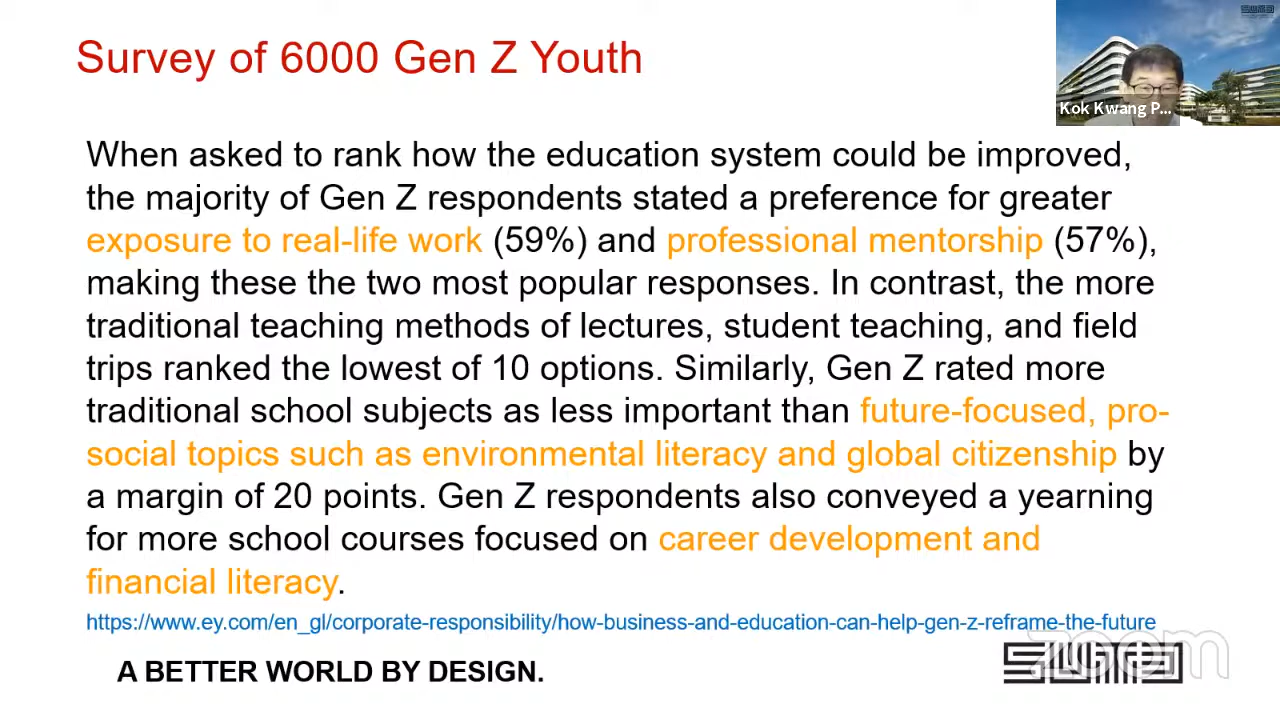 Survey of 6000 Gen Z Youth
Kok Kwang P...
When asked to rank how the education system could be improved,
the majority of Gen Z respondents stated a preference for greater
exposure to real-life work (59%) and professional mentorship (57%),
making these the two most popular responses. In contrast, the more
traditional teaching methods of lectures, student teaching, and field
trips ranked the lowest of 10 options. Similarly, Gen Z rated more
traditional school subjects as less important than future-focused, pro-
social topics such as environmental literacy and global citizenship by
a margin of 20 points. Gen Z respondents also conveyed a yearning
for more school courses focused on career development and
financial literacy.
https://www.ey.com/en_gl/corporate-responsibility/how-business-and-education-can-help-gen-z-reframe-the-future
A BETTER WORLD BY DESIGN.
SUTD
zoom